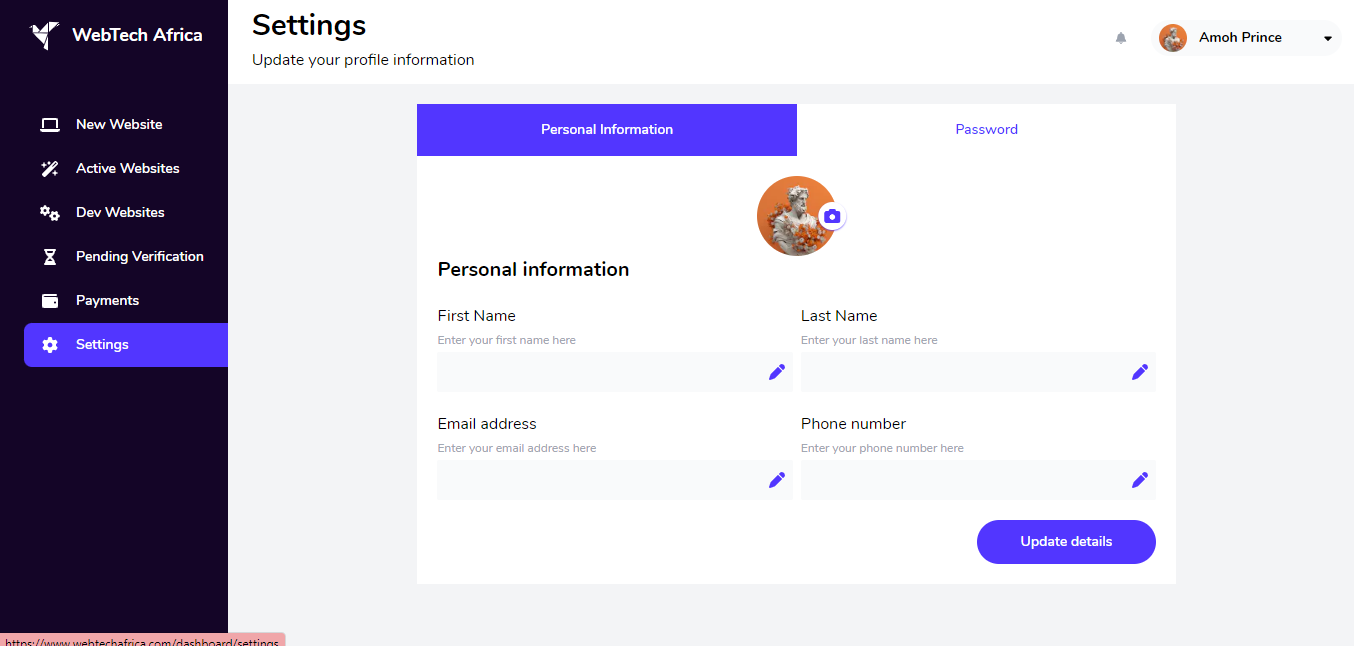 WebTech Africa
New Website
Active Websites
Dev Websites
Pending Verification
Payments
Settings
Settings
Update your profile information
Amoh Prince
Personal Information
Password
Personal information
First Name
Last Name
Enter your first name here
Enter your last name here
Email address
Phone number
Enter your email address here
Enter your phone number here
Update details
https://www.webtechafrica.com/dashboard/settings